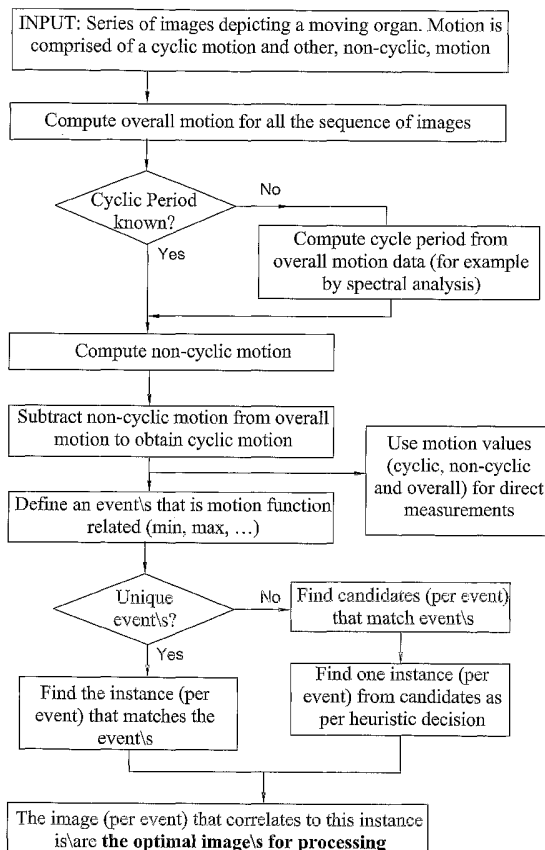 INPUT: Series of images depicting a moving organ. Motion is
comprised of a cyclic motion and other, non-cyclic, motion
Compute overall motion for all the sequence of images
Cyclic Period
known?
No
Yes
Compute cycle period from
overall motion data (for example
by spectral analysis)
Compute non-cyclic motion
Subtract non-cyclic motion from overall
motion to obtain cyclic motion
Use motion values
(cyclic, non-cyclic
and overall) for direct
measurements
Define an event\s that is motion function
related (min, max, ...)
Unique
event\s?
No
Yes
Find candidates (per event)
that match event\s
Find the instance (per
event) that matches the
event\s
Find one instance (per
event) from candidates as
per heuristic decision
The image (per event) that correlates to this instance
is\are the optimal image\s for processing